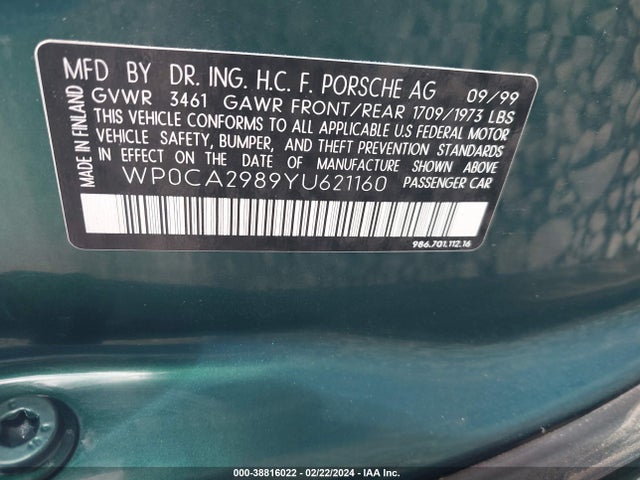 MFD BY DR. ING. H.C. F. PORSCHE AG 09/99
GVWR 3461 GAWR FRONT/REAR 1709/1973 LBS
THIS VEHICLE CONFORMS TO ALL APPLICABLE U.S FEDERAL MOTOR
VEHICLE SAFETY, BUMPER, AND THEFT PREVENTION STANDARDS
IN EFFECT ON THE DATE OF MANUFACTURE SHOWN ABOVE.
WP0CA2989YU621160 PASSENGER CAR
986.701.112.16
MADE IN FINLAND
000-38816022 - 02/22/2024 - IAA Inc.